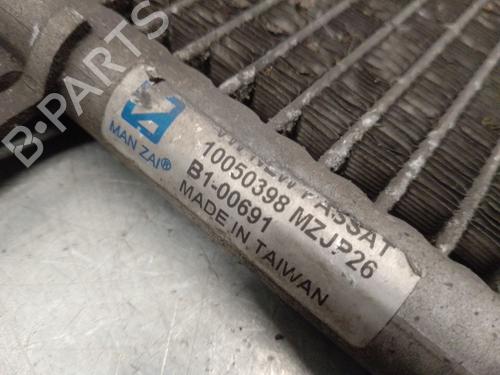 B-PARTS
MAN ZAI®
VW NEW PASSAT
10050398 MZJP26
B1-00691
MADE IN TAIWAN